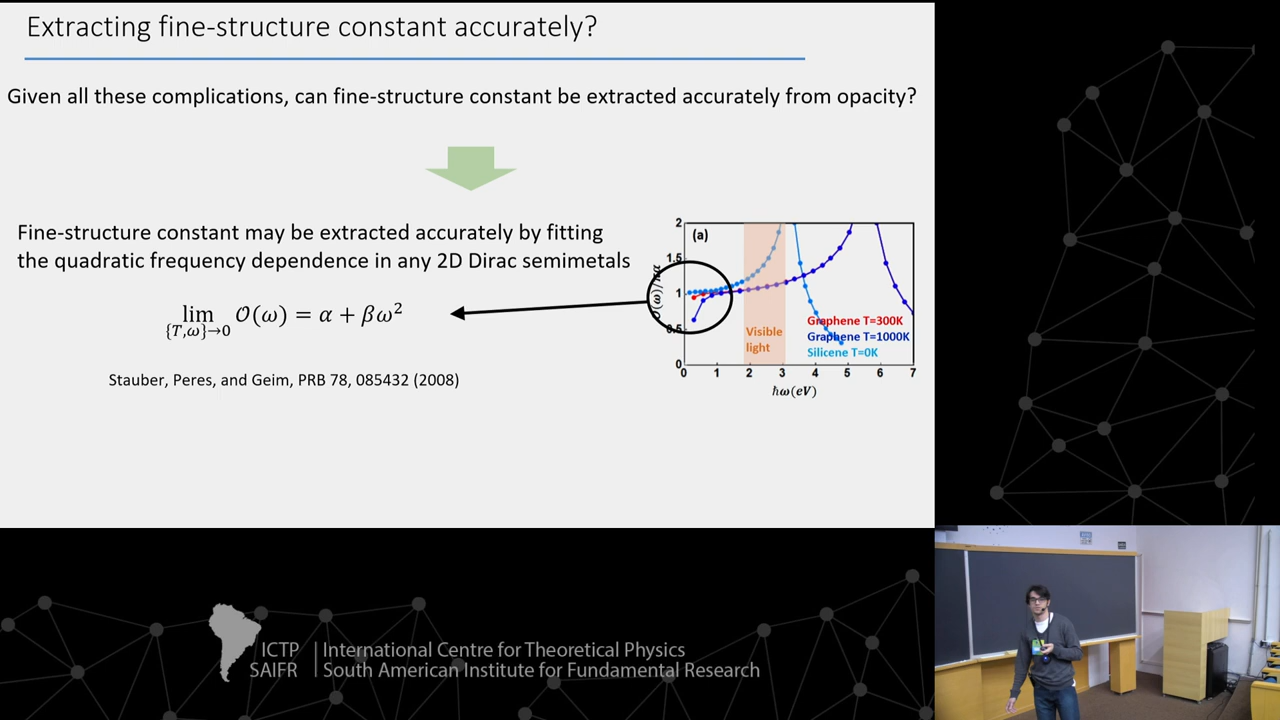 Extracting fine-structure constant accurately?
Given all these complications, can fine-structure constant be extracted accurately from opacity?
Fine-structure constant may be extracted accurately by fitting
the quadratic frequency dependence in any 2D Dirac semimetals
lim 𝒪(ω) = α + βω²
{T,ω}→0
Stauber, Peres, and Geim, PRB 78, 085432 (2008)
(a)
2
1.5
1
0.5
0
𝒪(ω)/πα
Visible
light
Graphene T=300K
Graphene T=1000K
Silicene T=0K
0 1 2 3 4 5 6 7
ℏω(eV)
ICTP
SAIFR
International Centre for Theoretical Physics
South American Institute for Fundamental Research